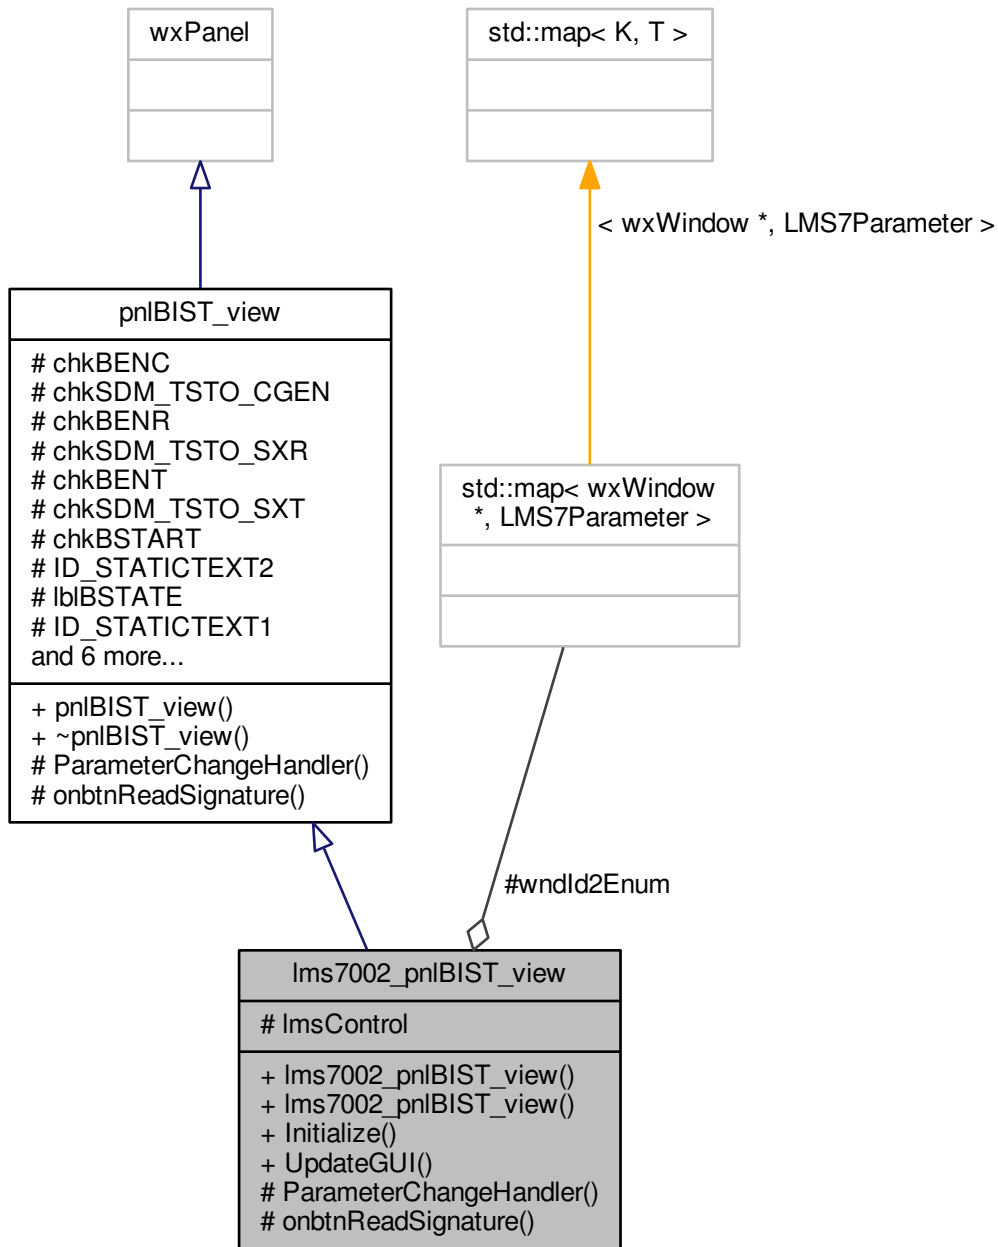 wxPanel
std::map< K, T >
< wxWindow *, LMS7Parameter >
pnlBIST_view
# chkBENC
# chkSDM_TSTO_CGEN
# chkBENR
# chkSDM_TSTO_SXR
# chkBENT
# chkSDM_TSTO_SXT
# chkBSTART
# ID_STATICTEXT2
# lblBSTATE
# ID_STATICTEXT1
and 6 more...
+ pnlBIST_view()
+ ~pnlBIST_view()
# ParameterChangeHandler()
# onbtnReadSignature()
std::map< wxWindow
*, LMS7Parameter >
#wndId2Enum
lms7002_pnlBIST_view
# lmsControl
+ lms7002_pnlBIST_view()
+ lms7002_pnlBIST_view()
+ Initialize()
+ UpdateGUI()
# ParameterChangeHandler()
# onbtnReadSignature()